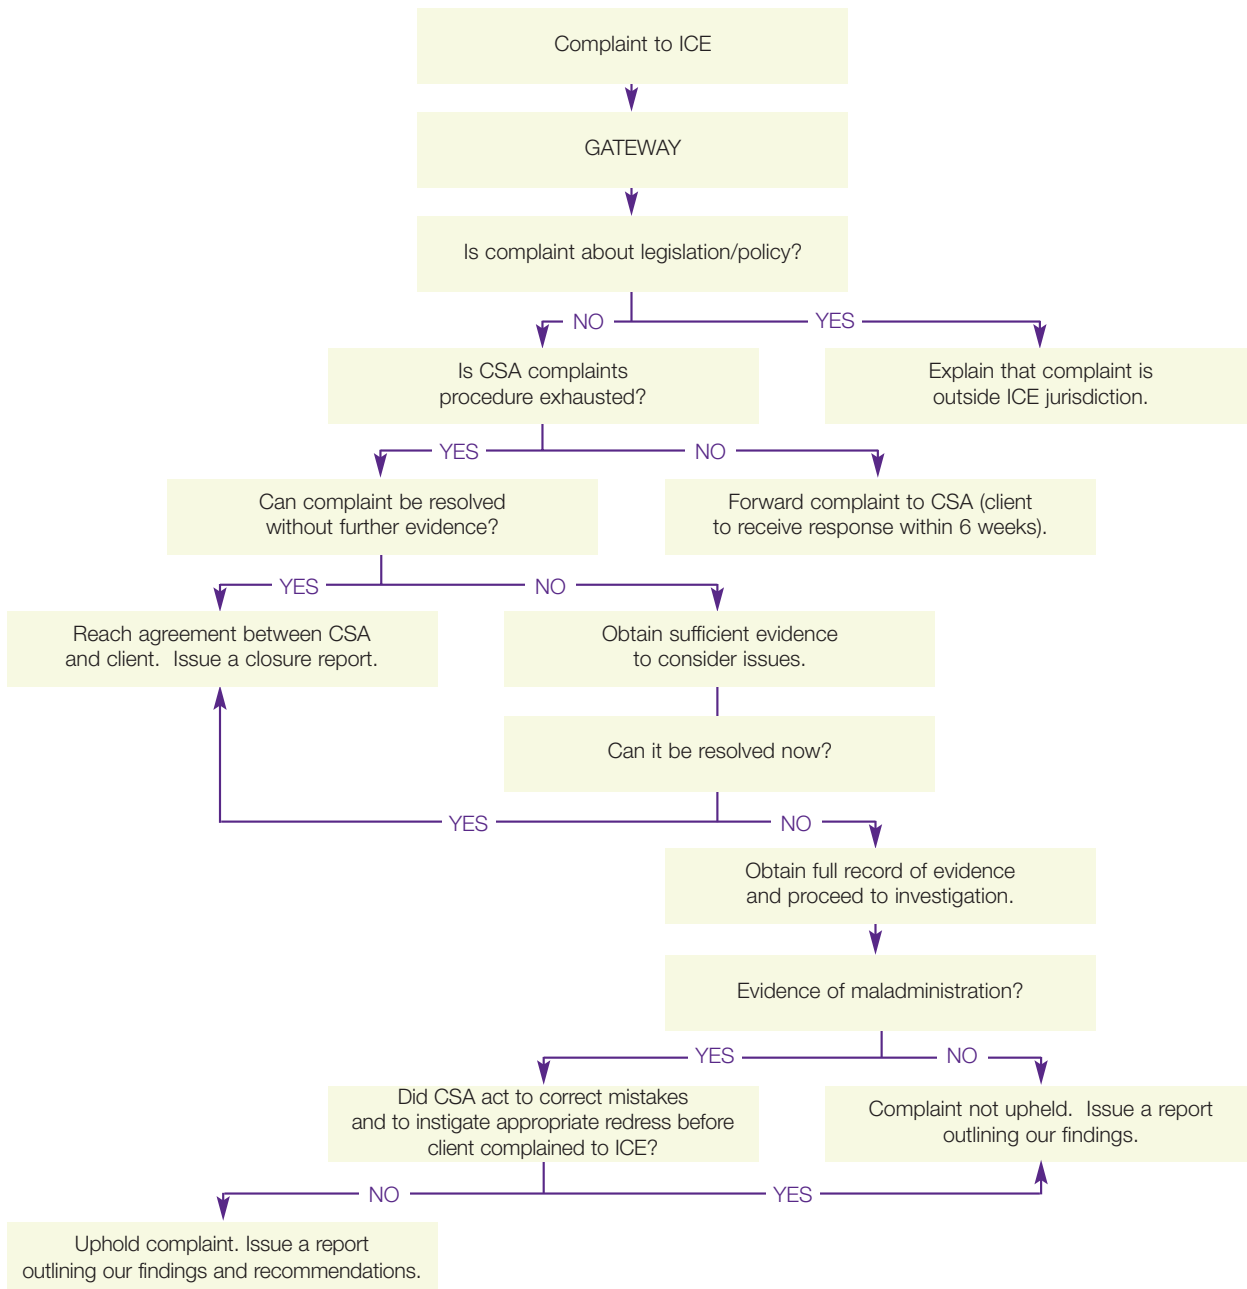 Complaint to ICE
GATEWAY
Is complaint about legislation/policy?
NO
YES
Is CSA complaints
procedure exhausted?
Explain that complaint is
outside ICE jurisdiction.
YES
NO
Can complaint be resolved
without further evidence?
Forward complaint to CSA (client
to receive response within 6 weeks).
YES
NO
Reach agreement between CSA
and client. Issue a closure report.
Obtain sufficient evidence
to consider issues.
Can it be resolved now?
YES
NO
Obtain full record of evidence
and proceed to investigation.
Evidence of maladministration?
YES
NO
Did CSA act to correct mistakes
and to instigate appropriate redress before
client complained to ICE?
Complaint not upheld. Issue a report
outlining our findings.
NO
YES
Uphold complaint. Issue a report
outlining our findings and recommendations.